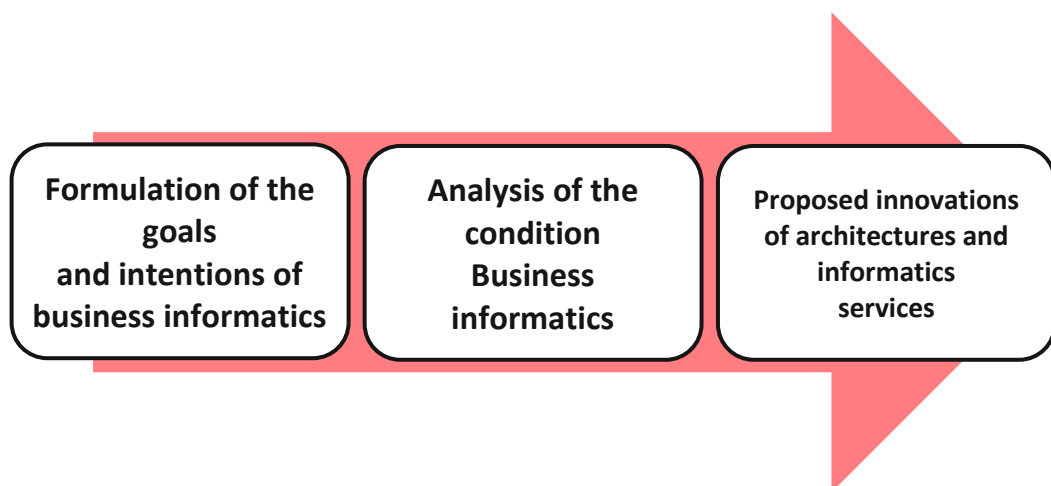 Formulation of the
goals
and intentions of
business informatics
Analysis of the
condition
Business
informatics
Proposed innovations
of architectures and
informatics
services